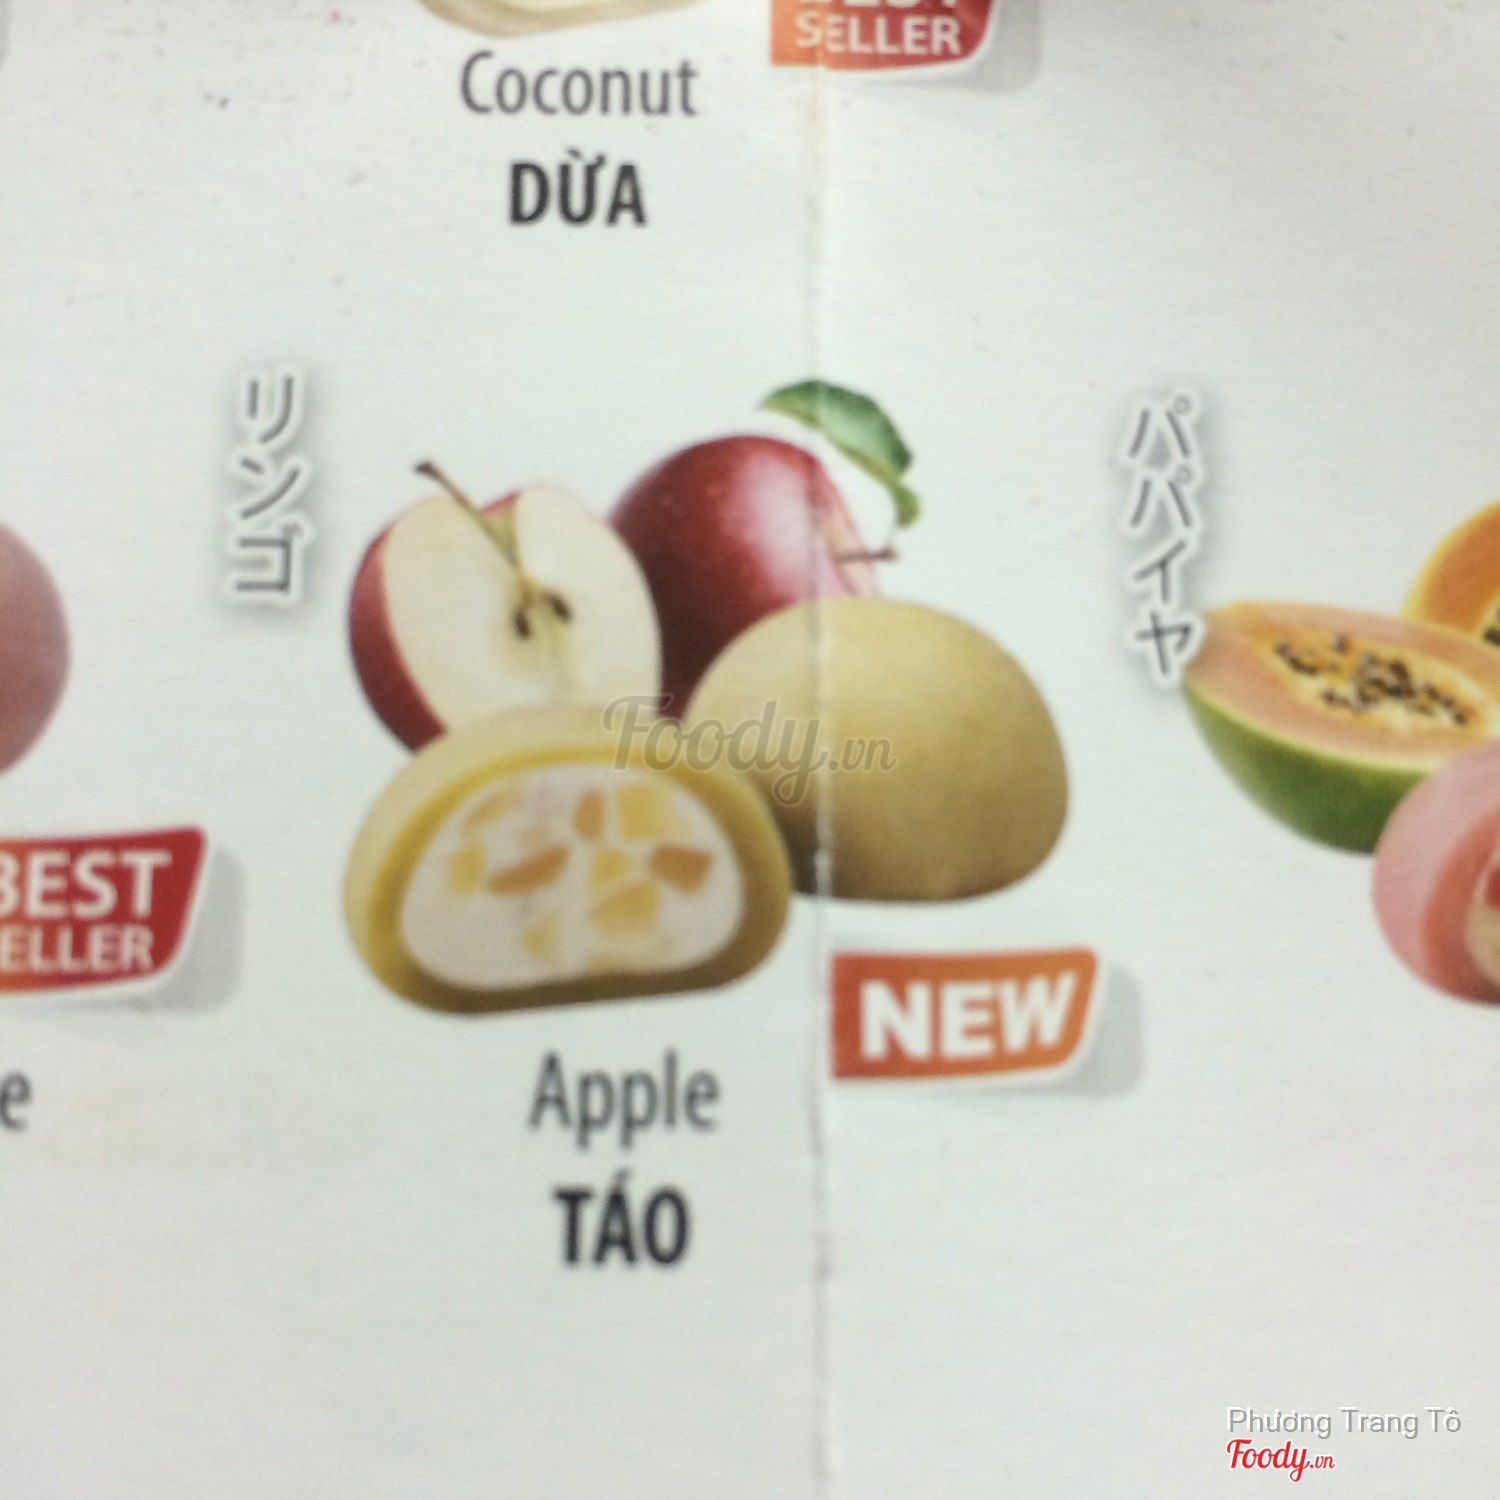 SELLER
Coconut
DỪA
リンゴ
パパイヤ
Foody.vn
BEST
SELLER
NEW
Apple
TÁO
Phương Trang Tô
Foody.vn